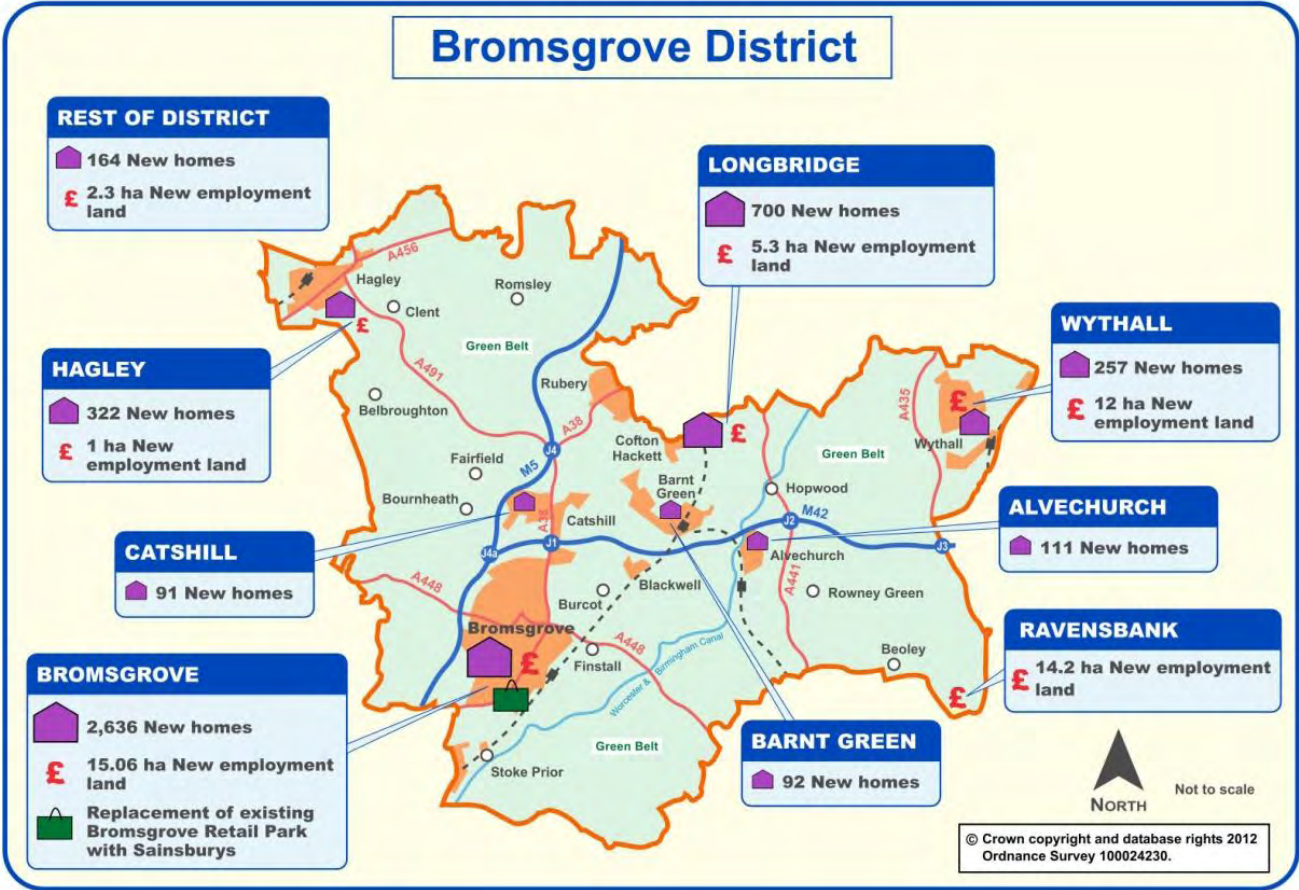 Bromsgrove District
REST OF DISTRICT
164 New homes
£ 2.3 ha New employment
land
LONGBRIDGE
700 New homes
£ 5.3 ha New employment
land
WYTHALL
257 New homes
£ 12 ha New
employment land
HAGLEY
322 New homes
£ 1 ha New
employment land
ALVECHURCH
111 New homes
CATSHILL
91 New homes
RAVENSBANK
£ 14.2 ha New employment
land
BROMSGROVE
2,636 New homes
£ 15.06 ha New employment
land
Replacement of existing
Bromsgrove Retail Park
with Sainsburys
BARNT GREEN
92 New homes
A456
Hagley
£
Clent
Romsley
Green Belt
A491
Belbroughton
Rubery
A38
J4
M5
Fairfield
Bournheath
Cofton
Hackett
£
Barnt
Green
A435
£
Wythall
Green Belt
Hopwood
Catshill
A38
J4a
J1
J2
M42
J3
Alvechurch
A441
Rowney Green
Blackwell
A448
Burcot
Bromsgrove
£
A448
Finstall
Worcester & Birmingham Canal
Beoley
£
Green Belt
Stoke Prior
NORTH
Not to scale
© Crown copyright and database rights 2012
Ordnance Survey 100024230.